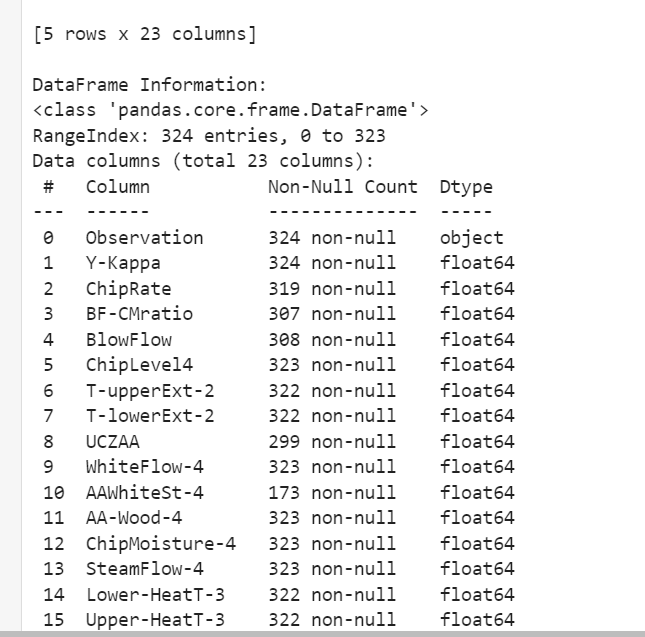 [5 rows x 23 columns]
DataFrame Information:
<class 'pandas.core.frame.DataFrame'>
RangeIndex: 324 entries, 0 to 323
Data columns (total 23 columns):
 #   Column           Non-Null Count  Dtype
---  ------           --------------  -----
 0   Observation      324 non-null    object
 1   Y-Kappa          324 non-null    float64
 2   ChipRate         319 non-null    float64
 3   BF-CMratio       307 non-null    float64
 4   BlowFlow         308 non-null    float64
 5   ChipLevel4       323 non-null    float64
 6   T-upperExt-2     322 non-null    float64
 7   T-lowerExt-2     322 non-null    float64
 8   UCZAA            299 non-null    float64
 9   WhiteFlow-4      323 non-null    float64
 10  AAWhiteSt-4      173 non-null    float64
 11  AA-Wood-4        323 non-null    float64
 12  ChipMoisture-4   323 non-null    float64
 13  SteamFlow-4      323 non-null    float64
 14  Lower-HeatT-3    322 non-null    float64
 15  Upper-HeatT-3    322 non-null    float64